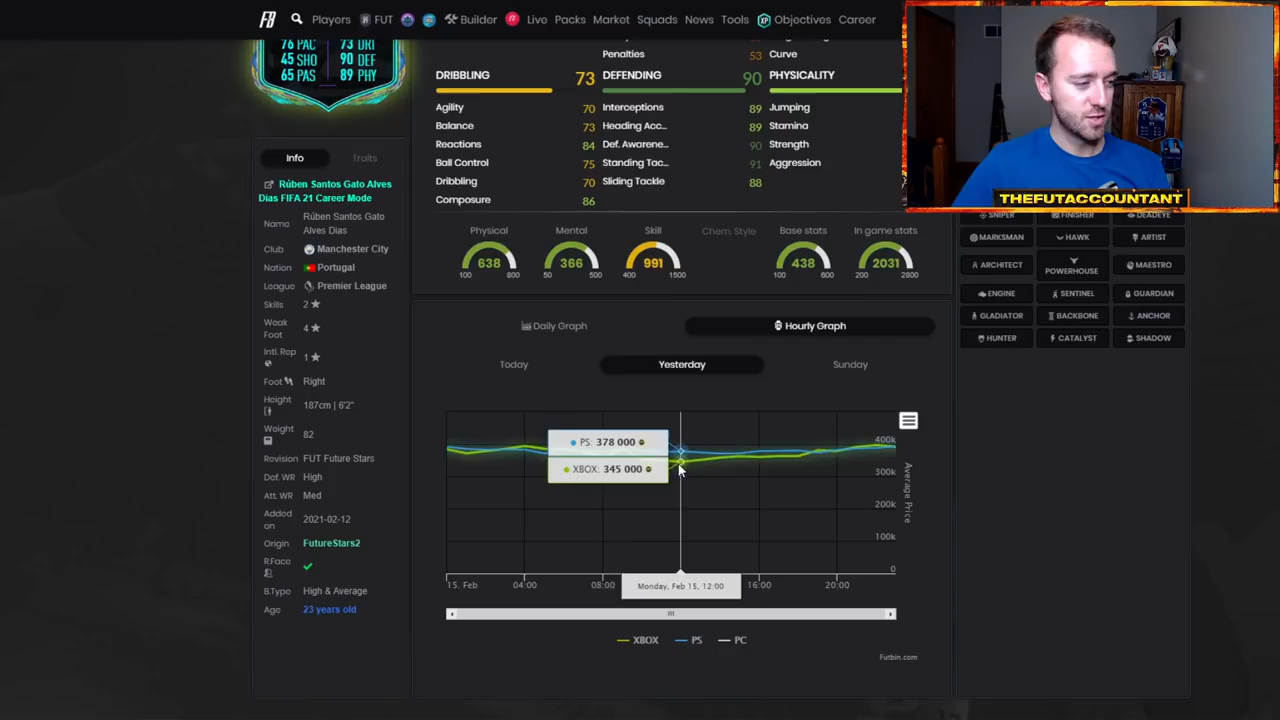 F8 Players FUT Builder Live Packs Market Squads News Tools XP Objectives Career
76 PAC 73 DRI
45 SHO 90 DEF
65 PAS 89 PHY
Penalties 53 Curve
DRIBBLING 73 DEFENDING 90 PHYSICALITY
Agility 70 Interceptions 89 Jumping
Balance 73 Heading Acc... 89 Stamina
Reactions 84 Def. Awarene... 90 Strength
Ball Control 75 Standing Tac... 91 Aggression
Dribbling 70 Sliding Tackle 88
Composure 86
THEFUTACCOUNTANT
Info Traits
Rúben Santos Gato Alves
Dias FIFA 21 Career Mode
Name Rúben Santos Gato
Alves Dias
Club Manchester City
Nation Portugal
League Premier League
Skills 2
Weak
Foot 4
Intl.Rep 1
Foot Right
Height 187cm | 6'2"
Weight 82
Revision FUT Future Stars
Def. WR High
Att. WR Med
Added
on 2021-02-12
Origin FutureStars2
R.Face
B.Type High & Average
Age 23 years old
Physical Mental Skill Chem. Style Base stats In game stats
638 366 991 438 2031
100 800 50 500 400 1500 100 600 200 2800
SNIPER FINISHER DEADEYE
MARKSMAN HAWK ARTIST
ARCHITECT POWERHOUSE MAESTRO
ENGINE SENTINEL GUARDIAN
GLADIATOR BACKBONE ANCHOR
HUNTER CATALYST SHADOW
Daily Graph Hourly Graph
Today Yesterday Sunday
PS: 378 000
XBOX: 345 000
400k
300k
200k
100k
0
Average Price
15. Feb 04:00 08:00 Monday, Feb 15, 12:00 16:00 20:00
XBOX PS PC
Futbin.com